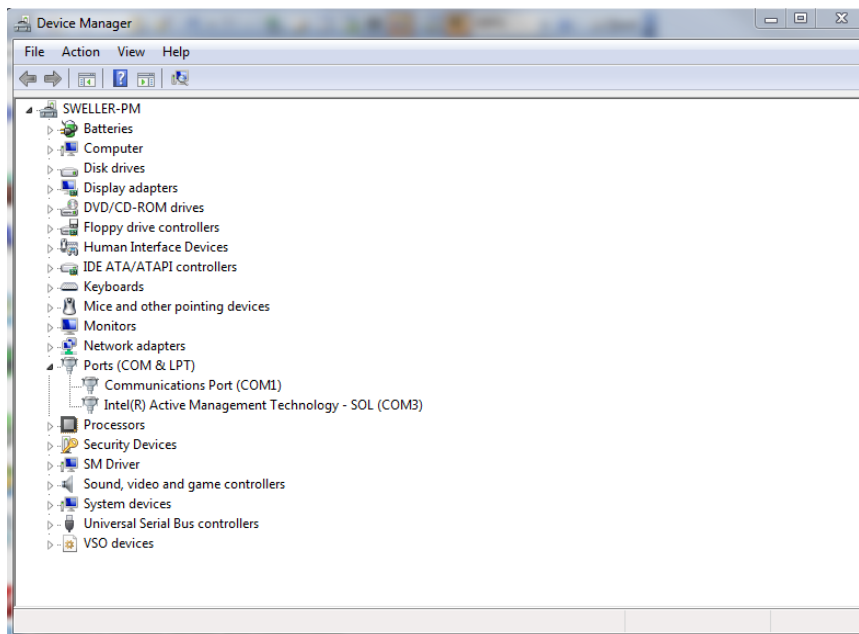 Device Manager
File Action View Help
SWELLER-PM
Batteries
Computer
Disk drives
Display adapters
DVD/CD-ROM drives
Floppy drive controllers
Human Interface Devices
IDE ATA/ATAPI controllers
Keyboards
Mice and other pointing devices
Monitors
Network adapters
Ports (COM & LPT)
Communications Port (COM1)
Intel(R) Active Management Technology - SOL (COM3)
Processors
Security Devices
SM Driver
Sound, video and game controllers
System devices
Universal Serial Bus controllers
VSO devices